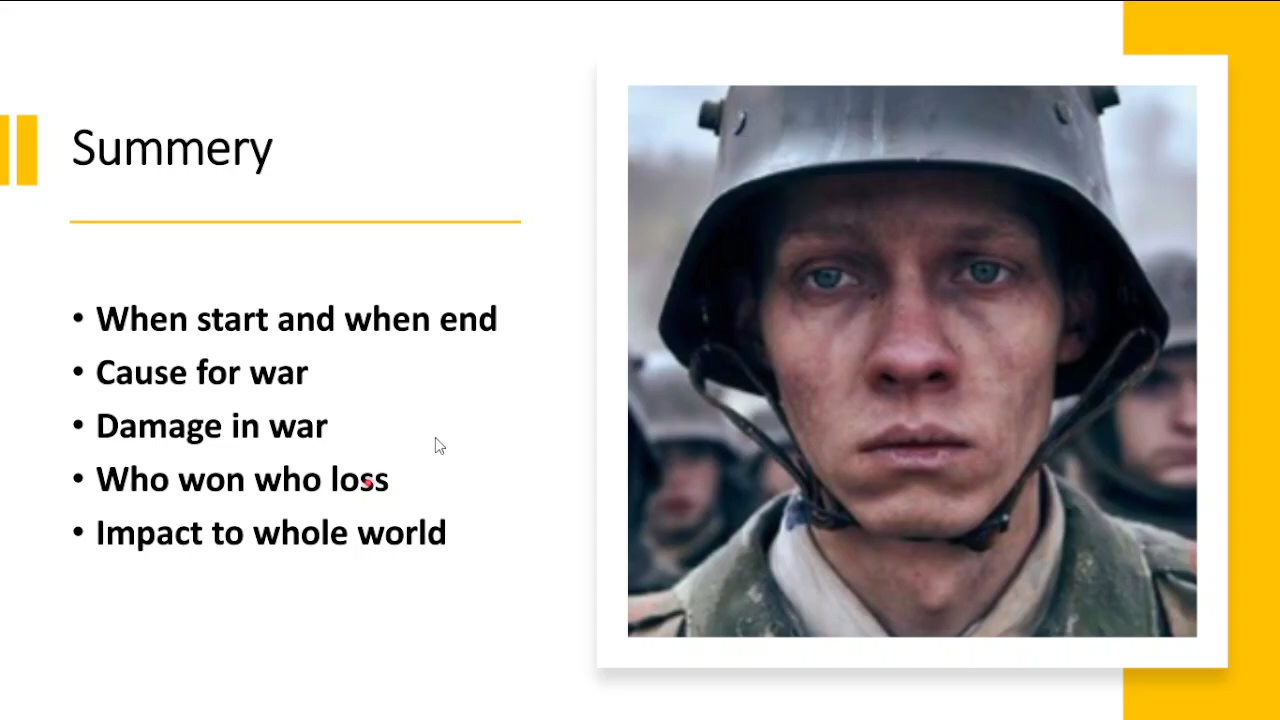 Summery
• When start and when end
• Cause for war
• Damage in war
• Who won who loss
• Impact to whole world